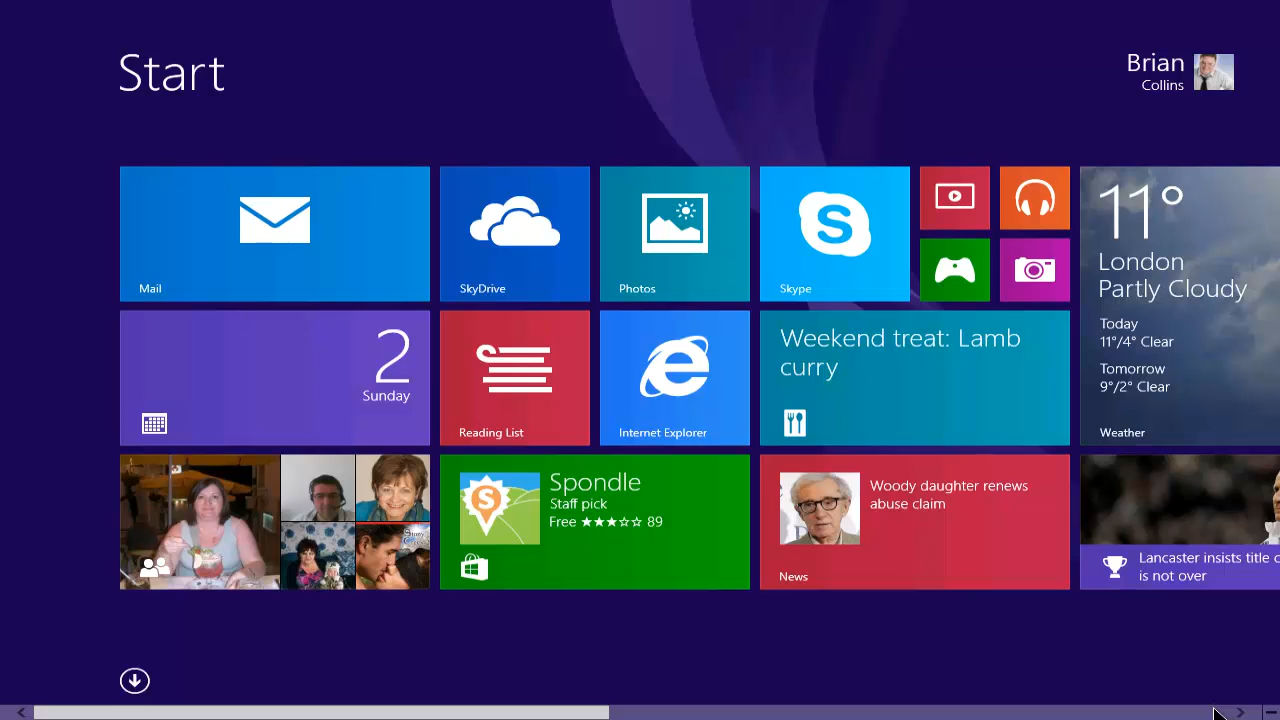 Start
Brian
Collins
Mail
SkyDrive
Photos
S
Skype
11°
London
Partly Cloudy
Today
11°/4° Clear
Tomorrow
9°/2° Clear
Weather
2
Sunday
Reading List
Internet Explorer
Weekend treat: Lamb
curry
S
Spondle
Staff pick
Free ★★★☆☆ 89
Woody daughter renews
abuse claim
News
Lancaster insists title
is not over